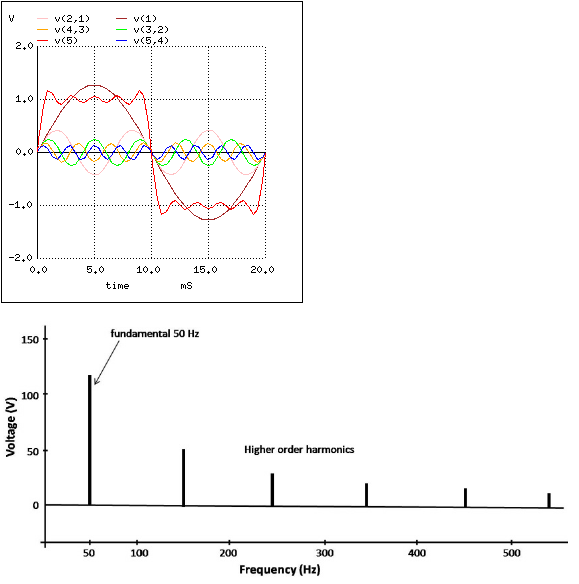 V v(2,1) v(1)
v(4,3) v(3,2)
v(5) v(5,4)
2.0
1.0
0.0
-1.0
-2.0
0.0 5.0 10.0 15.0 20.0
time mS
fundamental 50 Hz
150
100
50
0
Voltage (V)
Higher order harmonics
50 100 200 300 400 500
Frequency (Hz)